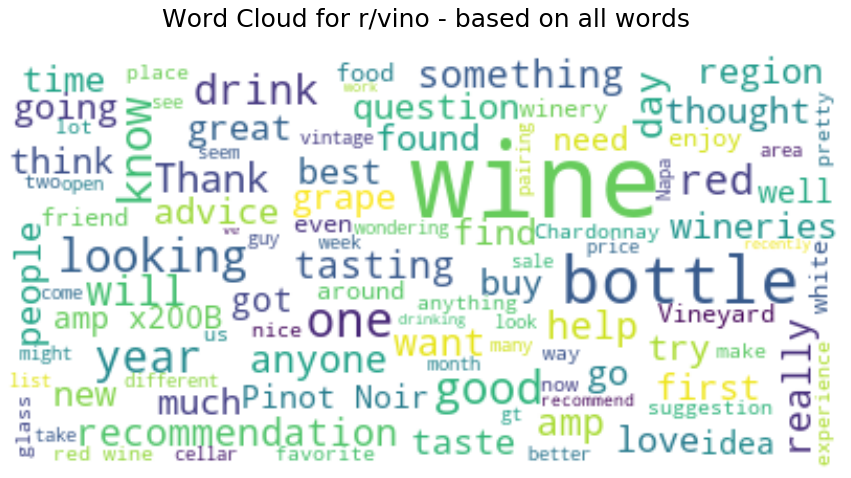 Word Cloud for r/vino - based on all words
time place see food work something day region
going lot know drink question winery thought pretty
great vintage found need enjoy area
think seem best wine pairing Napa red well
two open Thank grape
friend advice even wondering find Chardonnay wineries
people ve guy week price recently
looking tasting sale buy bottle white
come will got around anything
amp x200B us nice one drinking look help Vineyard really
might year anyone want many way try make
list different month go first experience
new much Pinot Noir good now recommend suggestion
glass take recommendation gt amp love idea
red wine cellar favorite taste better